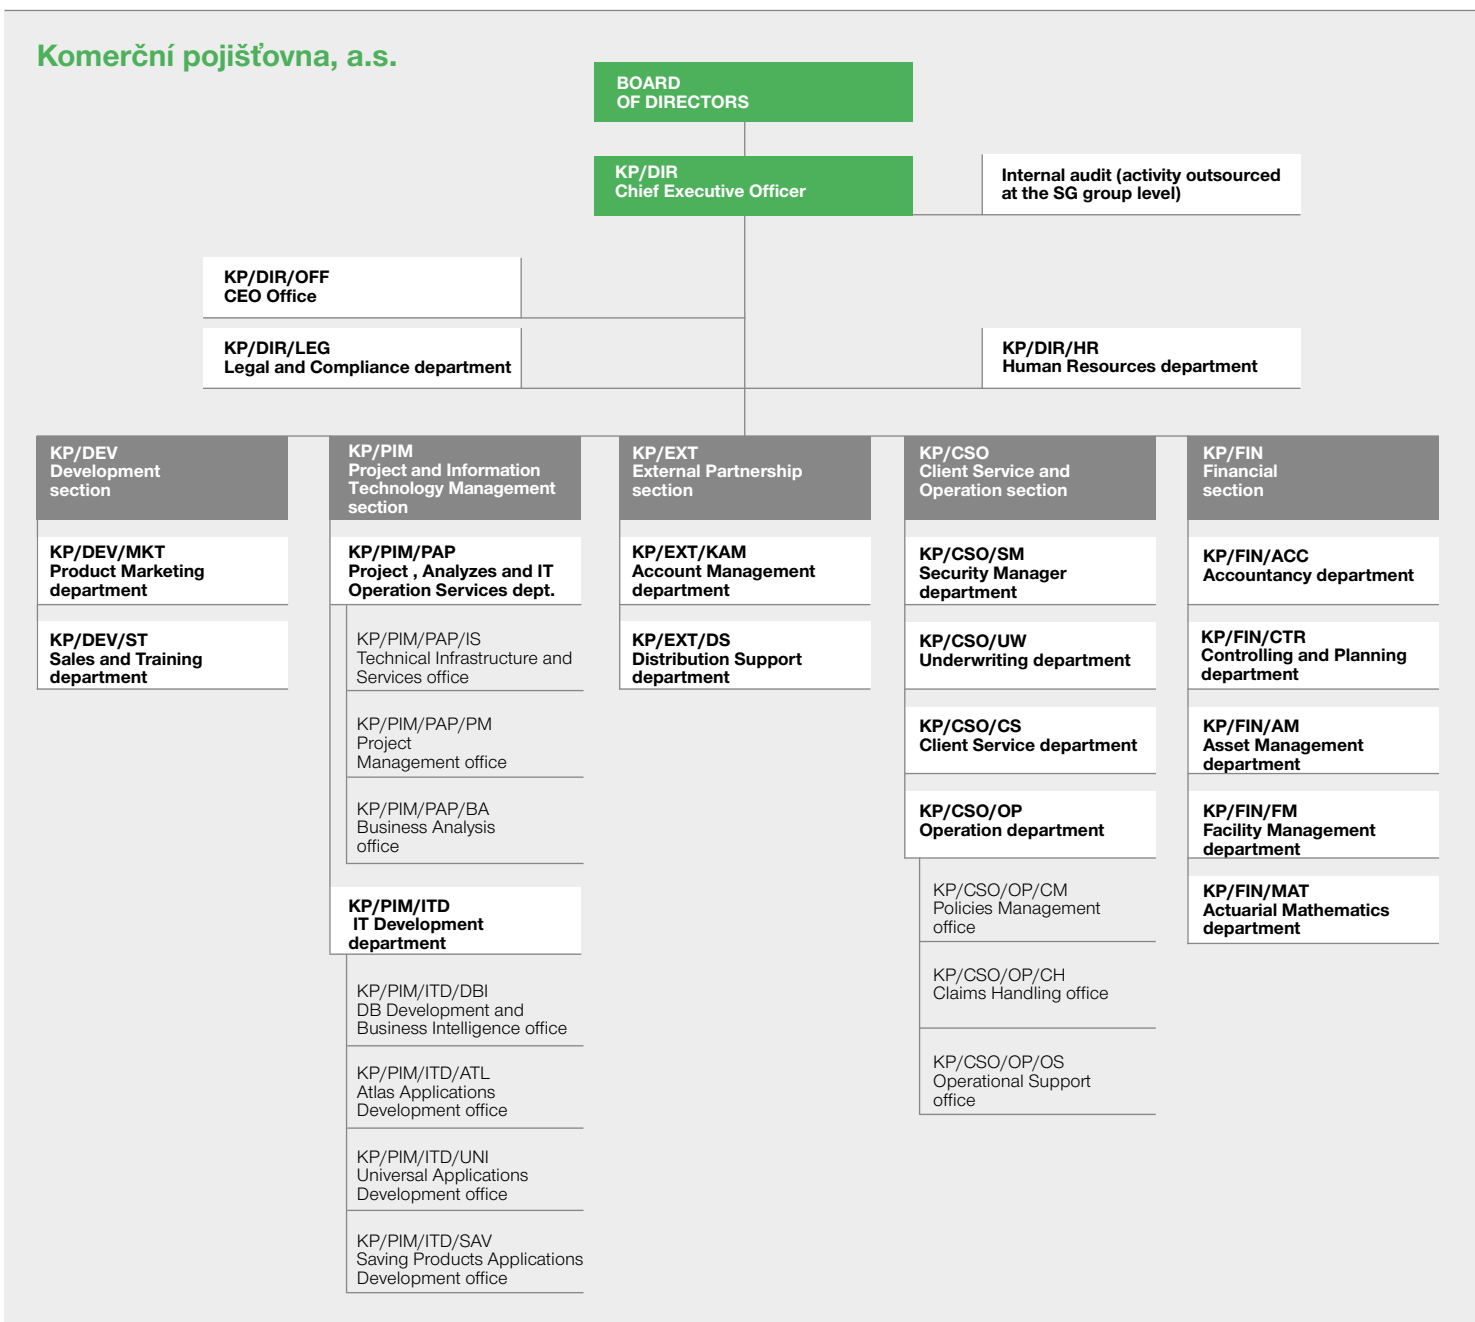 Komerční pojišťovna, a.s.
BOARD
OF DIRECTORS
KP/DIR
Chief Executive Officer
Internal audit (activity outsourced
at the SG group level)
KP/DIR/OFF
CEO Office
KP/DIR/LEG
Legal and Compliance department
KP/DIR/HR
Human Resources department
KP/DEV
Development
section
KP/DEV/MKT
Product Marketing
department
KP/DEV/ST
Sales and Training
department
KP/PIM
Project and Information
Technology Management
section
KP/PIM/PAP
Project , Analyzes and IT
Operation Services dept.
KP/PIM/PAP/IS
Technical Infrastructure and
Services office
KP/PIM/PAP/PM
Project
Management office
KP/PIM/PAP/BA
Business Analysis
office
KP/PIM/ITD
IT Development
department
KP/PIM/ITD/DBI
DB Development and
Business Intelligence office
KP/PIM/ITD/ATL
Atlas Applications
Development office
KP/PIM/ITD/UNI
Universal Applications
Development office
KP/PIM/ITD/SAV
Saving Products Applications
Development office
KP/EXT
External Partnership
section
KP/EXT/KAM
Account Management
department
KP/EXT/DS
Distribution Support
department
KP/CSO
Client Service and
Operation section
KP/CSO/SM
Security Manager
department
KP/CSO/UW
Underwriting department
KP/CSO/CS
Client Service department
KP/CSO/OP
Operation department
KP/CSO/OP/CM
Policies Management
office
KP/CSO/OP/CH
Claims Handling office
KP/CSO/OP/OS
Operational Support
office
KP/FIN
Financial
section
KP/FIN/ACC
Accountancy department
KP/FIN/CTR
Controlling and Planning
department
KP/FIN/AM
Asset Management
department
KP/FIN/FM
Facility Management
department
KP/FIN/MAT
Actuarial Mathematics
department